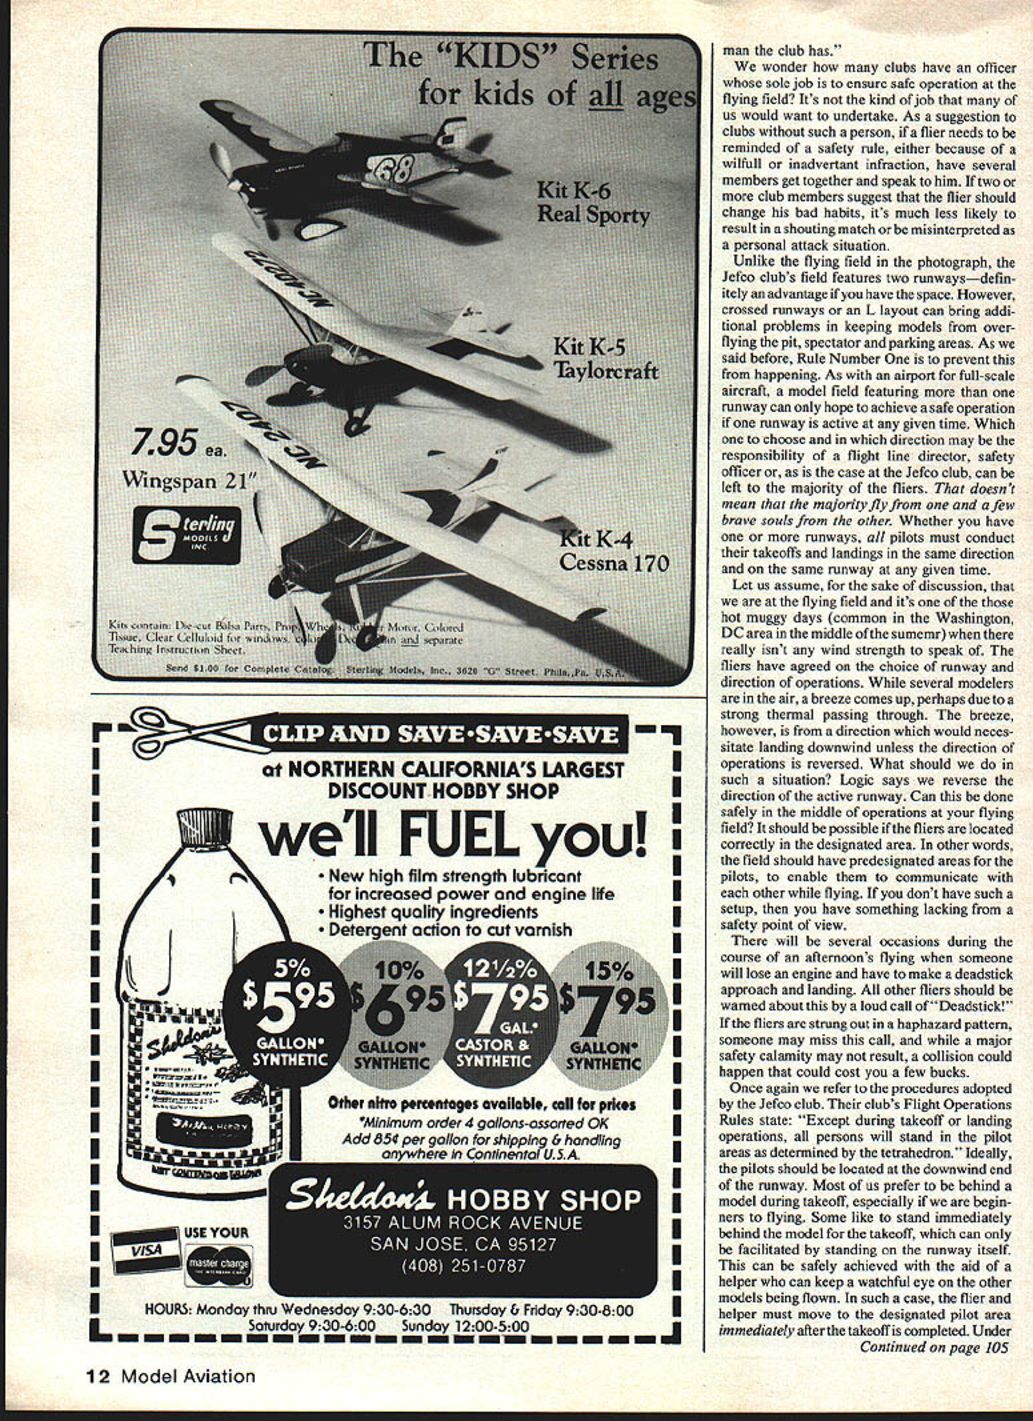 The "KIDS" Series
for kids of all ages
68
Kit K-6
Real Sporty
NC 40272
Kit K-5
Taylorcraft
NC 2407
7.95 ea.
Wingspan 21"
Sterling
MODELS
INC.
Kit K-4
Cessna 170
Kits contain: Die-cut Balsa Parts, Prop, Wheels, Rubber Motor, Colored
Tissue, Clear Celluloid for windows, and separate
Teaching Instruction Sheet.
Send $1.00 for Complete Catalog. Sterling Models, Inc., 3620 "G" Street. Phila., Pa. U.S.A.
CLIP AND SAVE•SAVE•SAVE
at NORTHERN CALIFORNIA'S LARGEST
DISCOUNT HOBBY SHOP
we'll FUEL you!
• New high film strength lubricant
for increased power and engine life
• Highest quality ingredients
• Detergent action to cut varnish
5%
$5 95
GALLON*
SYNTHETIC
10%
$6 95
GALLON*
SYNTHETIC
12½%
$7 95
GAL.*
CASTOR &
SYNTHETIC
15%
$7 95
GALLON*
SYNTHETIC
Sheldon's
Sheldon HOBBY
NET CONTENTS ONE GALLON
Other nitro percentages available, call for prices
*Minimum order 4 gallons-assorted OK
Add 85¢ per gallon for shipping & handling
anywhere in Continental U.S.A.
Sheldon's HOBBY SHOP
3157 ALUM ROCK AVENUE
SAN JOSE, CA 95127
(408) 251-0787
USE YOUR
VISA
master charge
THE INTERBANK CARD
HOURS: Monday thru Wednesday 9:30-6:30 Thursday & Friday 9:30-8:00
Saturday 9:30-6:00 Sunday 12:00-5:00
man the club has."
We wonder how many clubs have an officer
whose sole job is to ensure safe operation at the
flying field? It's not the kind of job that many of
us would want to undertake. As a suggestion to
clubs without such a person, if a flier needs to be
reminded of a safety rule, either because of a
wilfull or inadvertant infraction, have several
members get together and speak to him. If two or
more club members suggest that the flier should
change his bad habits, it's much less likely to
result in a shouting match or be misinterpreted as
a personal attack situation.
Unlike the flying field in the photograph, the
Jefco club's field features two runways—defin-
itely an advantage if you have the space. However,
crossed runways or an L layout can bring addi-
tional problems in keeping models from over-
flying the pit, spectator and parking areas. As we
said before, Rule Number One is to prevent this
from happening. As with an airport for full-scale
aircraft, a model field featuring more than one
runway can only hope to achieve a safe operation
if one runway is active at any given time. Which
one to choose and in which direction may be the
responsibility of a flight line director, safety
officer or, as is the case at the Jefco club, can be
left to the majority of the fliers. That doesn't
mean that the majority fly from one and a few
brave souls from the other. Whether you have
one or more runways, all pilots must conduct
their takeoffs and landings in the same direction
and on the same runway at any given time.
Let us assume, for the sake of discussion, that
we are at the flying field and it's one of the those
hot muggy days (common in the Washington,
DC area in the middle of the sumemr) when there
really isn't any wind strength to speak of. The
fliers have agreed on the choice of runway and
direction of operations. While several modelers
are in the air, a breeze comes up, perhaps due to a
strong thermal passing through. The breeze,
however, is from a direction which would neces-
sitate landing downwind unless the direction of
operations is reversed. What should we do in
such a situation? Logic says we reverse the
direction of the active runway. Can this be done
safely in the middle of operations at your flying
field? It should be possible if the fliers are located
correctly in the designated area. In other words,
the field should have predesignated areas for the
pilots, to enable them to communicate with
each other while flying. If you don't have such a
setup, then you have something lacking from a
safety point of view.
There will be several occasions during the
course of an afternoon's flying when someone
will lose an engine and have to make a deadstick
approach and landing. All other fliers should be
warned about this by a loud call of "Deadstick!"
If the fliers are strung out in a haphazard pattern,
someone may miss this call, and while a major
safety calamity may not result, a collision could
happen that could cost you a few bucks.
Once again we refer to the procedures adopted
by the Jefco club. Their club's Flight Operations
Rules state: "Except during takeoff or landing
operations, all persons will stand in the pilot
areas as determined by the tetrahedron." Ideally,
the pilots should be located at the downwind end
of the runway. Most of us prefer to be behind a
model during takeoff, especially if we are begin-
ners to flying. Some like to stand immediately
behind the model for the takeoff, which can only
be facilitated by standing on the runway itself.
This can be safely achieved with the aid of a
helper who can keep a watchful eye on the other
models being flown. In such a case, the flier and
helper must move to the designated pilot area
immediately after the takeoff is completed. Under
Continued on page 105
12 Model Aviation